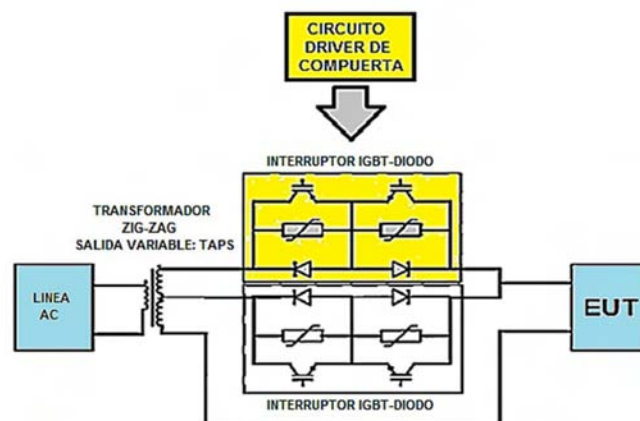 CIRCUITO
DRIVER DE
COMPUERTA
INTERRUPTOR IGBT-DIODO
TRANSFORMADOR
ZIG-ZAG
SALIDA VARIABLE: TAPS
LINEA
AC
EUT
INTERRUPTOR IGBT-DIODO